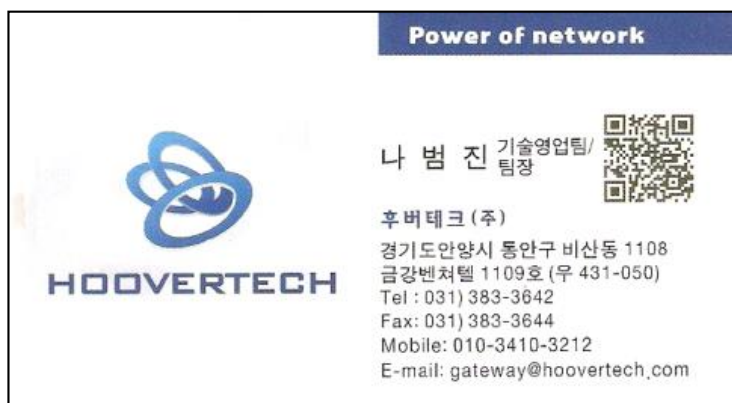 Power of network
나 범 진 기술영업팀/
팀장
후버테크 (주)
HOOVERTECH
경기도안양시 통안구 비산동 1108
금강벤쳐텔 1109호 (우 431-050)
Tel : 031) 383-3642
Fax: 031) 383-3644
Mobile: 010-3410-3212
E-mail: gateway@hoovertech.com